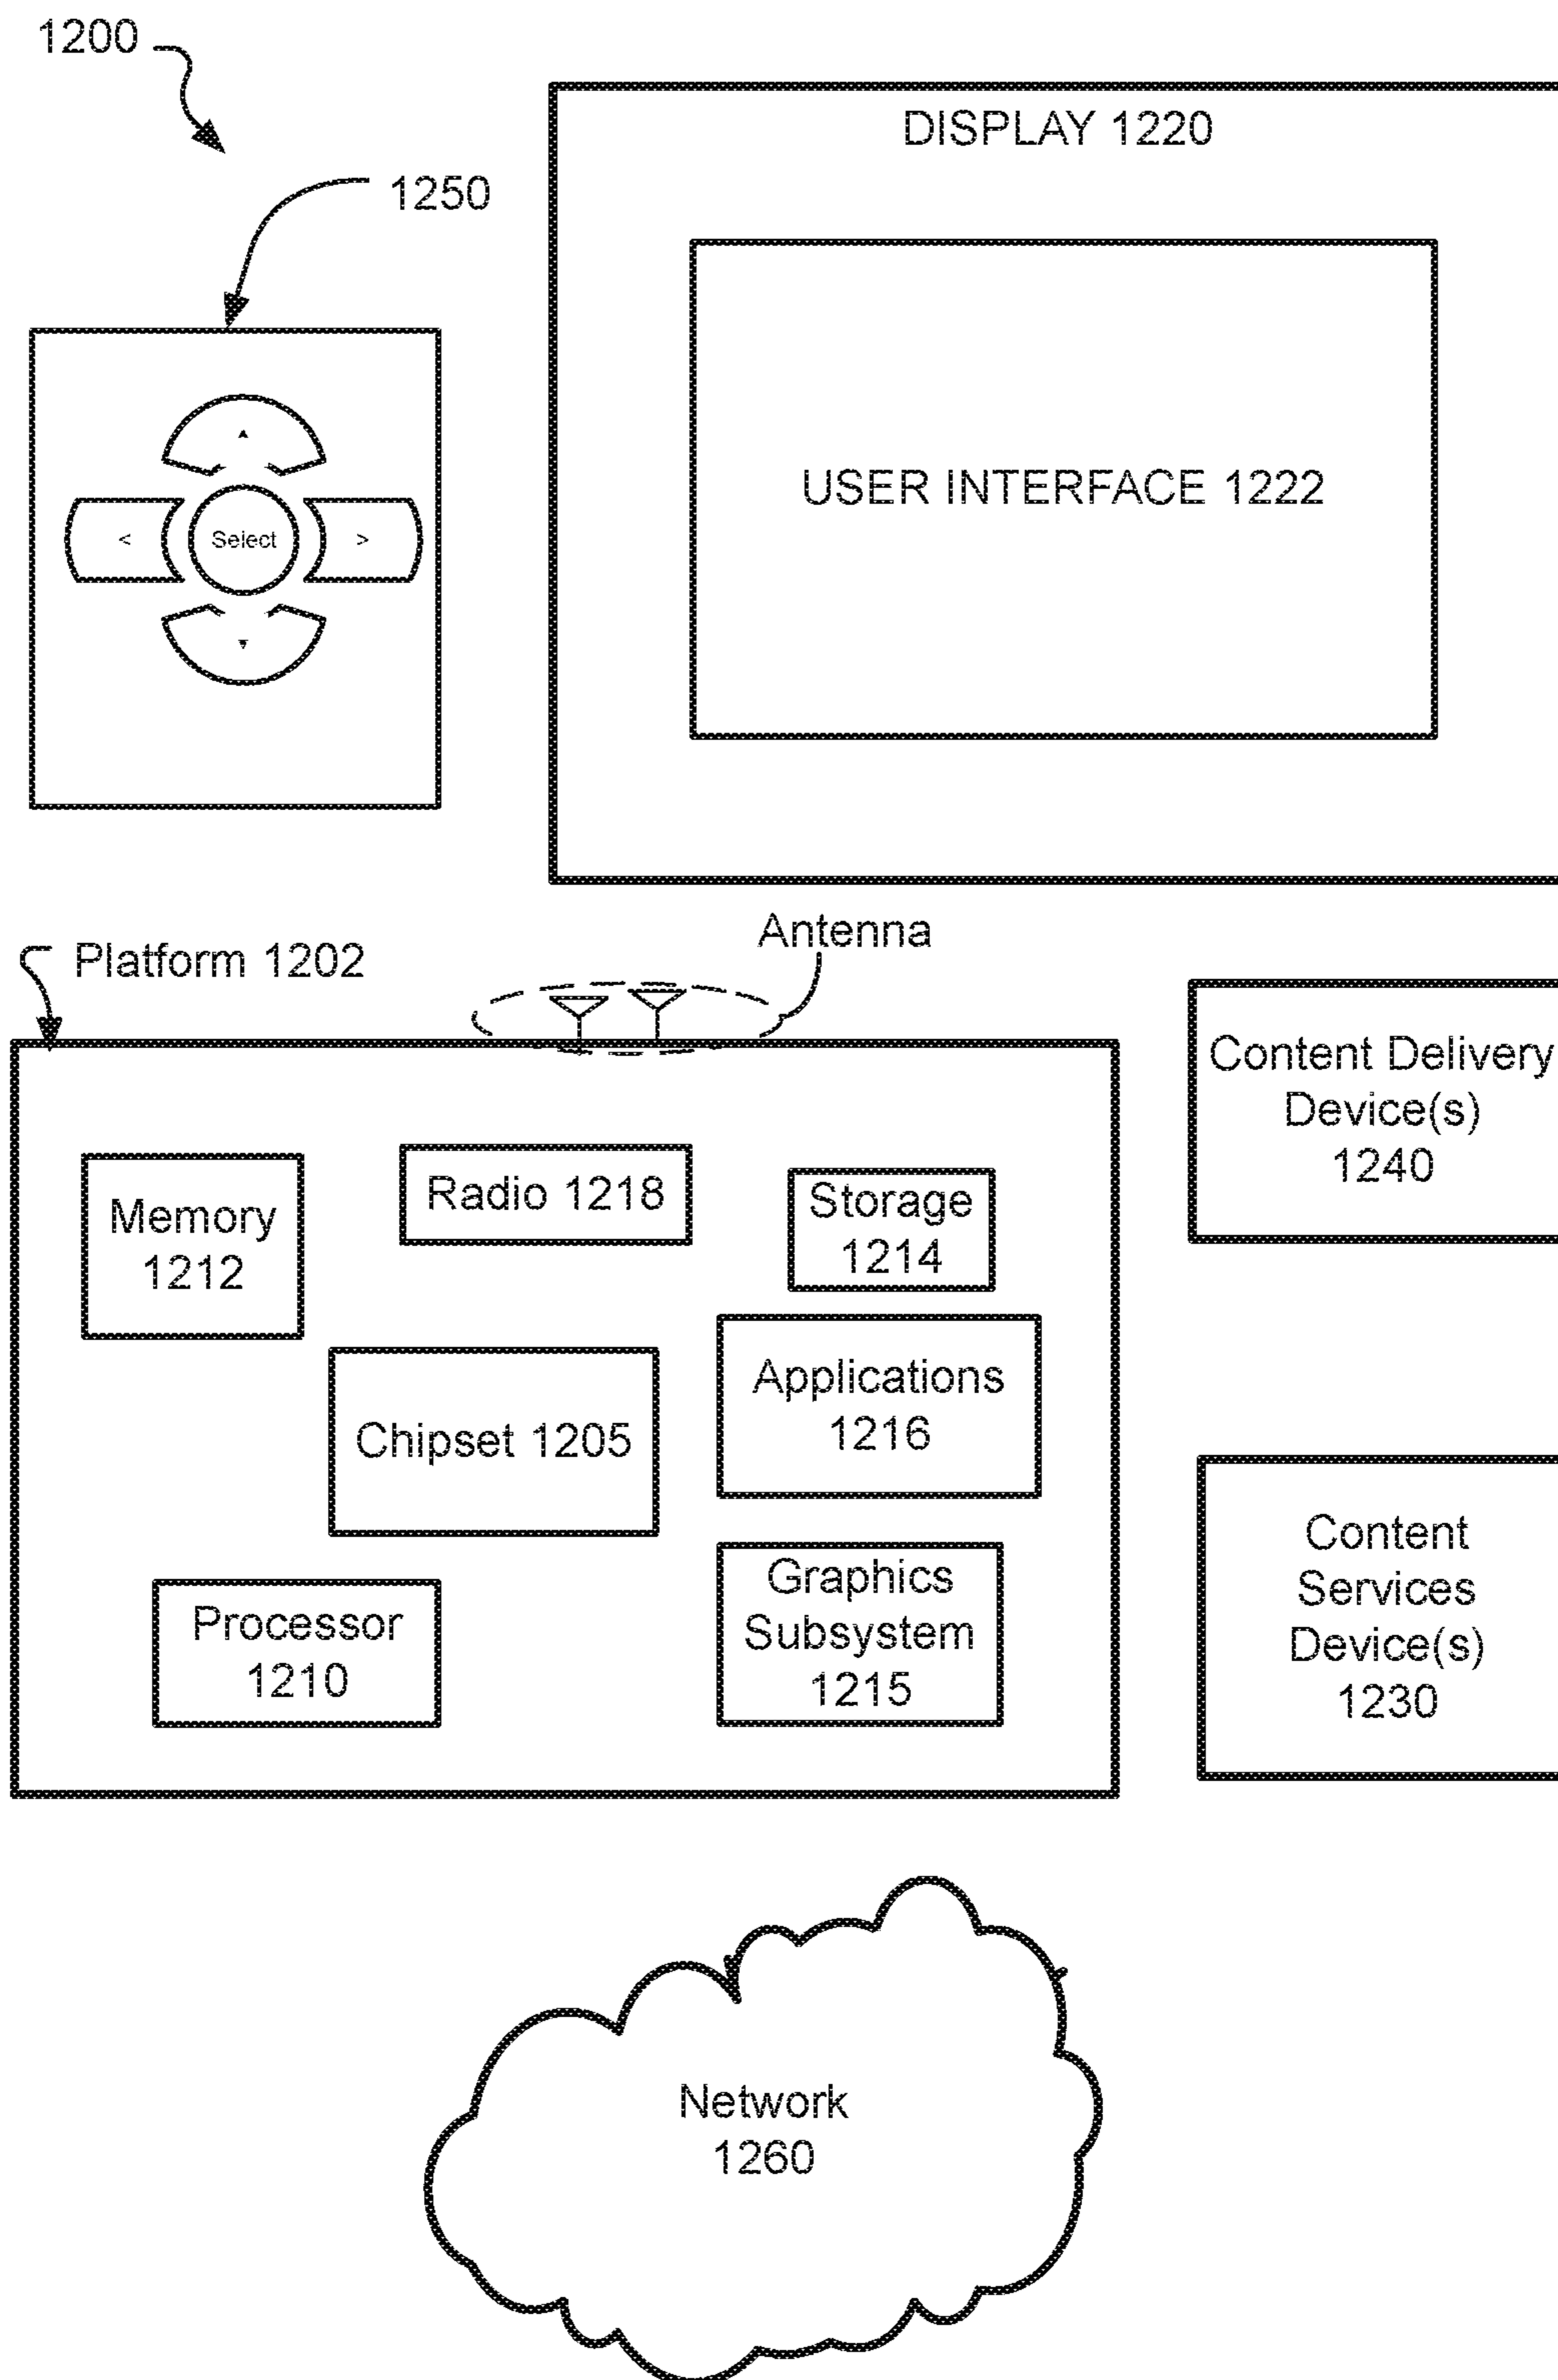 1200
1250
DISPLAY 1220
USER INTERFACE 1222
<
Select
>
Platform 1202
Antenna
Memory
1212
Radio 1218
Storage
1214
Chipset 1205
Applications
1216
Processor
1210
Graphics
Subsystem
1215
Content Delivery
Device(s)
1240
Content
Services
Device(s)
1230
Network
1260